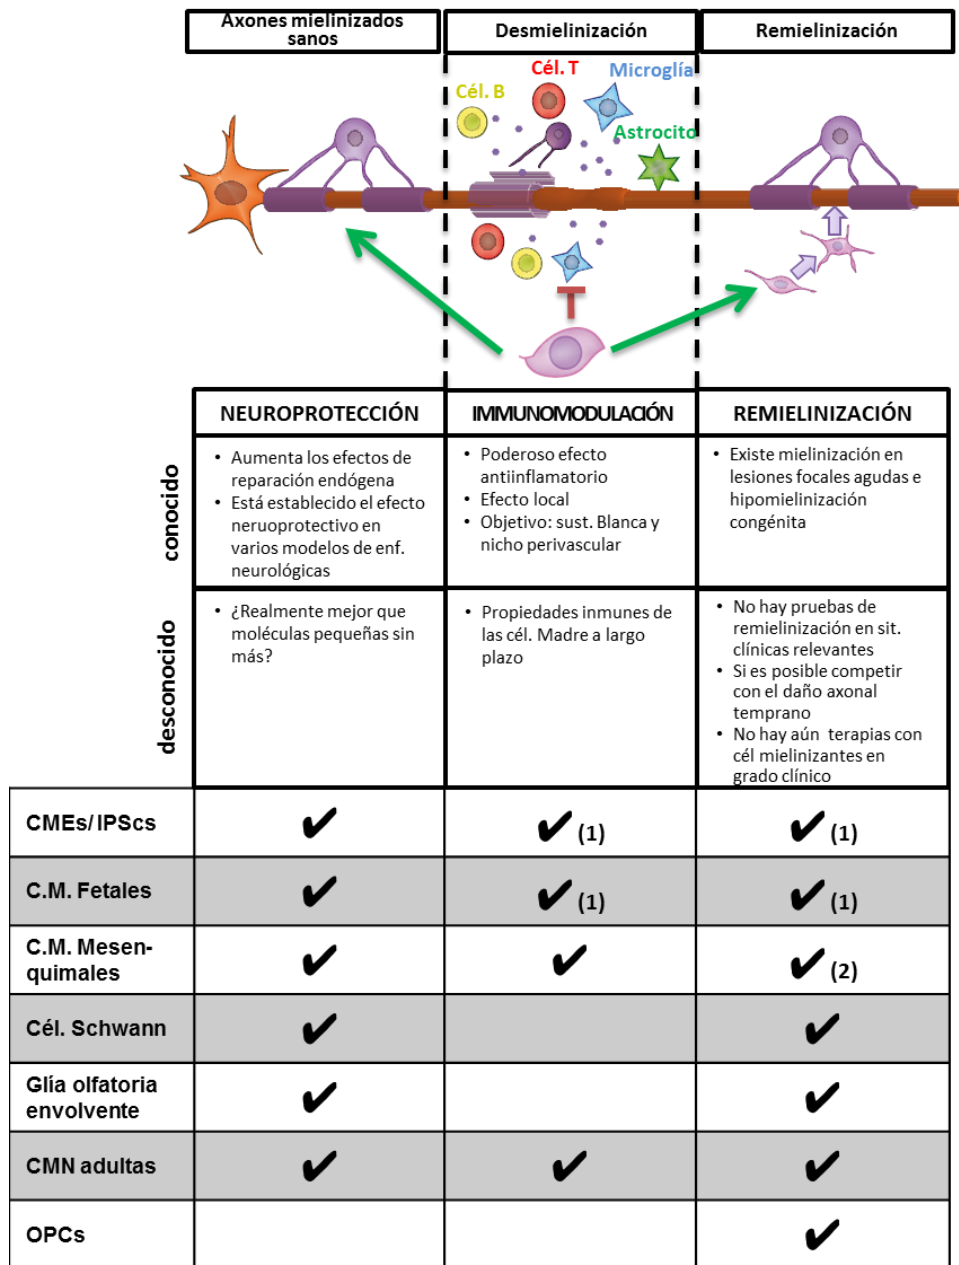 Axones mielinizados
sanos
Desmielinización
Remielinización
Cél. T
Microglía
Cél. B
Astrocito
NEUROPROTECCIÓN
IMMUNOMODULACIÓN
REMIELINIZACIÓN
conocido
• Aumenta los efectos de
reparación endógena
• Está establecido el efecto
neruoprotectivo en
varios modelos de enf.
neurológicas
• Poderoso efecto
antiinflamatorio
• Efecto local
• Objetivo: sust. Blanca y
nicho perivascular
• Existe mielinización en
lesiones focales agudas e
hipomielinización
congénita
desconocido
• ¿Realmente mejor que
moléculas pequeñas sin
más?
• Propiedades inmunes de
las cél. Madre a largo
plazo
• No hay pruebas de
remielinización en sit.
clínicas relevantes
• Si es posible competir
con el daño axonal
temprano
• No hay aún terapias con
cél mielinizantes en
grado clínico
CMEs/ IPScs
✔
✔ (1)
✔ (1)
C.M. Fetales
✔
✔ (1)
✔ (1)
C.M. Mesen-
quimales
✔
✔
✔ (2)
Cél. Schwann
✔
✔
Glía olfatoria
envolvente
✔
✔
CMN adultas
✔
✔
✔
OPCs
✔